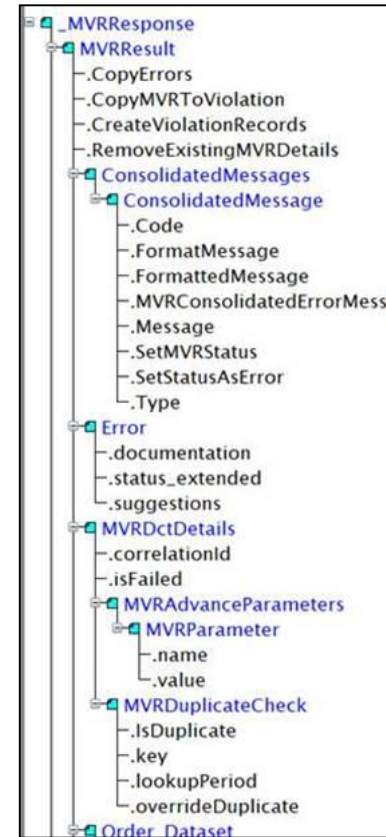 _MVRResponse
MVRResult
.CopyErrors
.CopyMVRToViolation
.CreateViolationRecords
.RemoveExistingMVRDetails
ConsolidatedMessages
ConsolidatedMessage
.Code
.FormatMessage
.FormattedMessage
.MVRConsolidatedErrorMess
.Message
.SetMVRStatus
.SetStatusAsError
.Type
Error
.documentation
.status_extended
.suggestions
MVRDctDetails
.correlationId
.isFailed
MVRAdvanceParameters
MVRParameter
.name
.value
MVRDuplicateCheck
.IsDuplicate
.key
.lookupPeriod
.overrideDuplicate
Order_Dataset